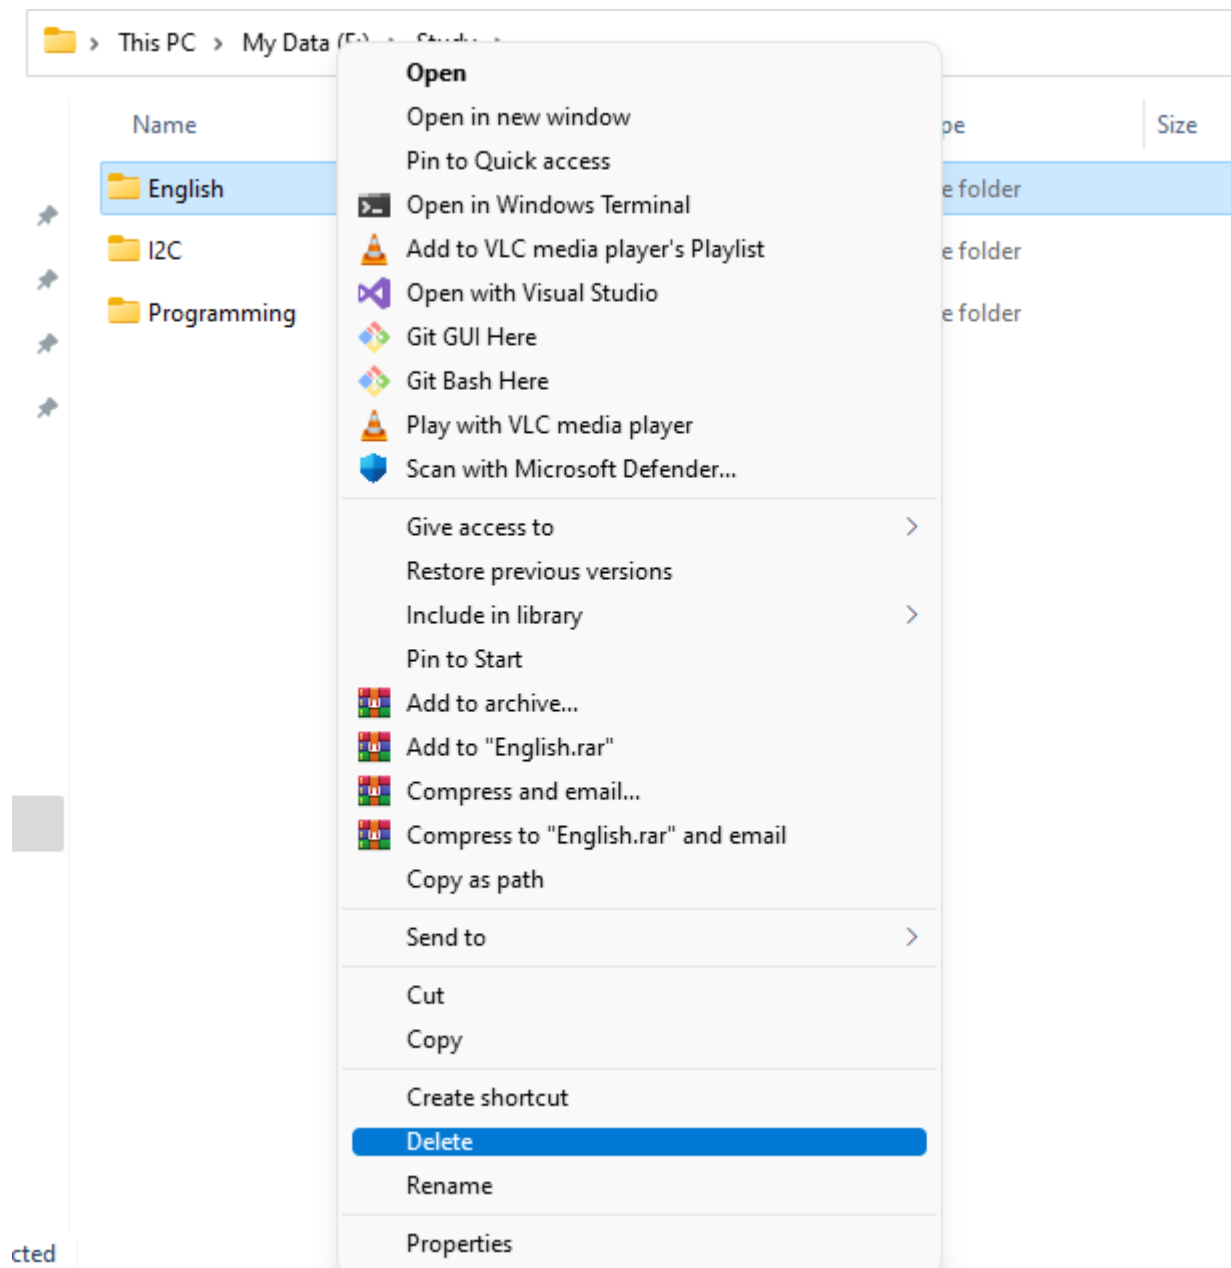 This PC > My Data
Open
Open in new window
Name
Size
Pin to Quick access
English
folder
Open in Windows Terminal
I2C
folder
Add to VLC media player's Playlist
Open with Visual Studio
Programming
folder
Git GUI Here
Git Bash Here
Play with VLC media player
Scan with Microsoft Defender...
Give access to
Restore previous versions
Include in library
Pin to Start
Add to archive...
Add to "English.rar"
Compress and email...
Compress to "English.rar" and email
Copy as path
Send to
Cut
Copy
Create shortcut
Delete
Rename
Properties